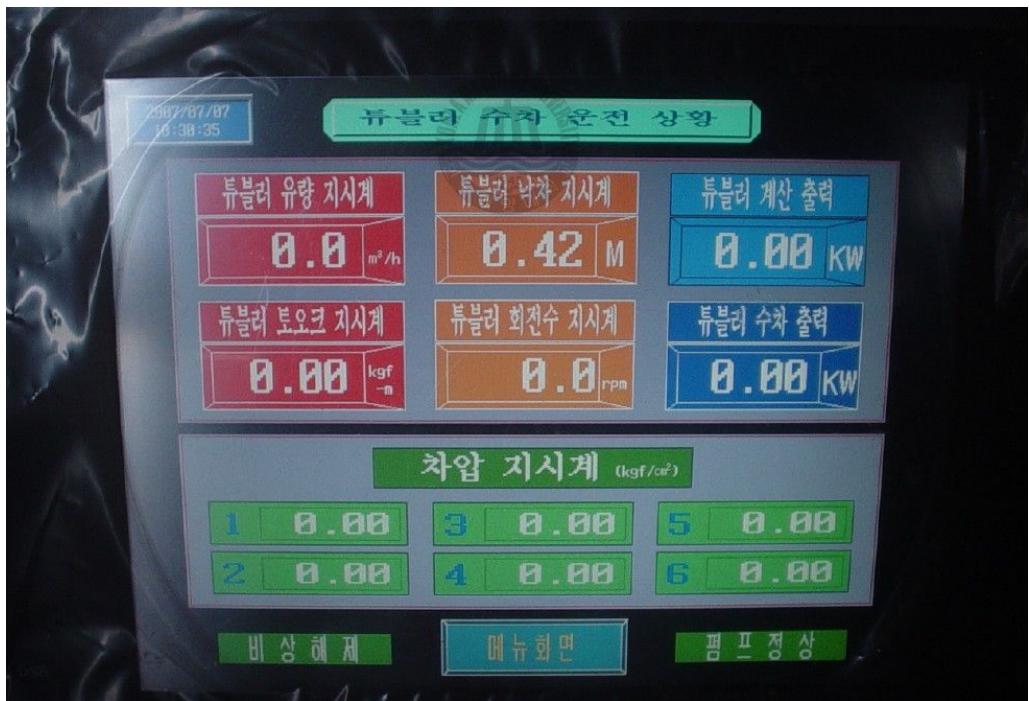 2007/07/07
10:30:35
튜블러 수차 운전 상황
튜블러 유량 지시계
튜블러 낙차 지시계
튜블러 계산 출력
0.0 m³/h
0.42 M
0.00 KW
튜블러 토오크 지시계
튜블러 회전수 지시계
튜블러 수차 출력
0.00 kgf-m
0.0 rpm
0.00 KW
차압 지시계 (kgf/㎠)
1 0.00
3 0.00
5 0.00
2 0.00
4 0.00
6 0.00
비상해제
메뉴화면
펌프정상